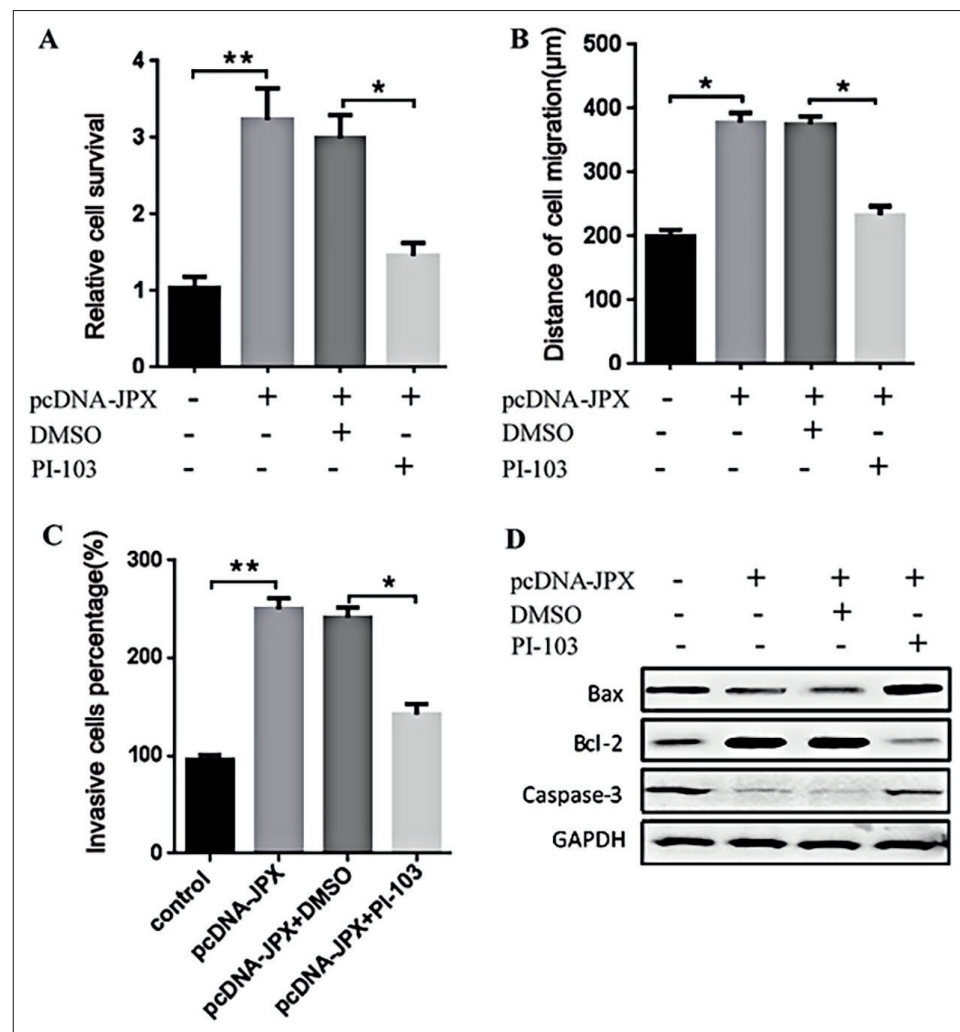 A
Relative cell survival
4
3
2
1
0
**
*
pcDNA-JPX - + + +
DMSO - - + -
PI-103 - - - +
B
Distance of cell migration(μm)
500
400
300
200
100
0
*
*
pcDNA-JPX - + + +
DMSO - - + -
PI-103 - - - +
C
Invasive cells percentage(%)
300
200
100
0
**
*
control
pcDNA-JPX
pcDNA-JPX+DMSO
pcDNA-JPX+PI-103
D
pcDNA-JPX - + + +
DMSO - - + -
PI-103 - - - +
Bax
Bcl-2
Caspase-3
GAPDH